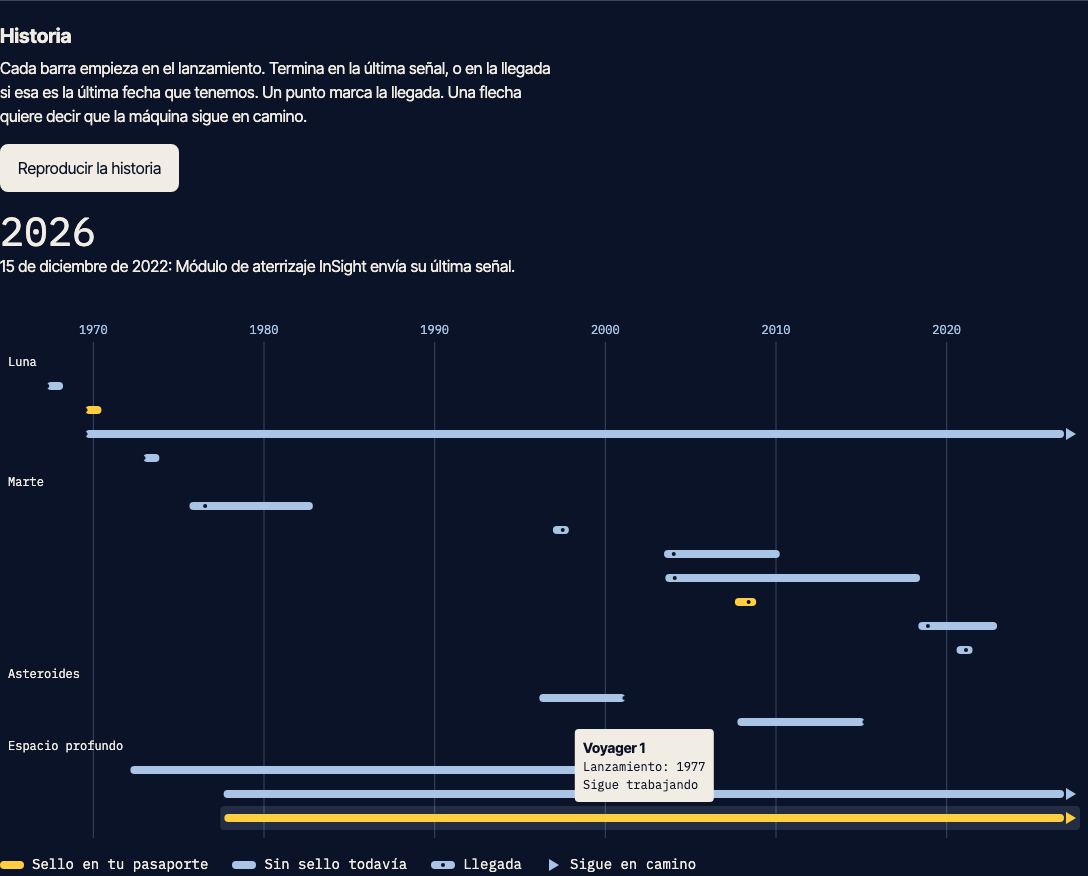 Historia
Cada barra empieza en el lanzamiento. Termina en la última señal, o en la llegada
si esa es la última fecha que tenemos. Un punto marca la llegada. Una flecha
quiere decir que la máquina sigue en camino.
Reproducir la historia
2026
15 de diciembre de 2022: Módulo de aterrizaje InSight envía su última señal.
1970 1980 1990 2000 2010 2020
Luna
Marte
Asteroides
Espacio profundo
Voyager 1
Lanzamiento: 1977
Sigue trabajando
Sello en tu pasaporte Sin sello todavía Llegada Sigue en camino